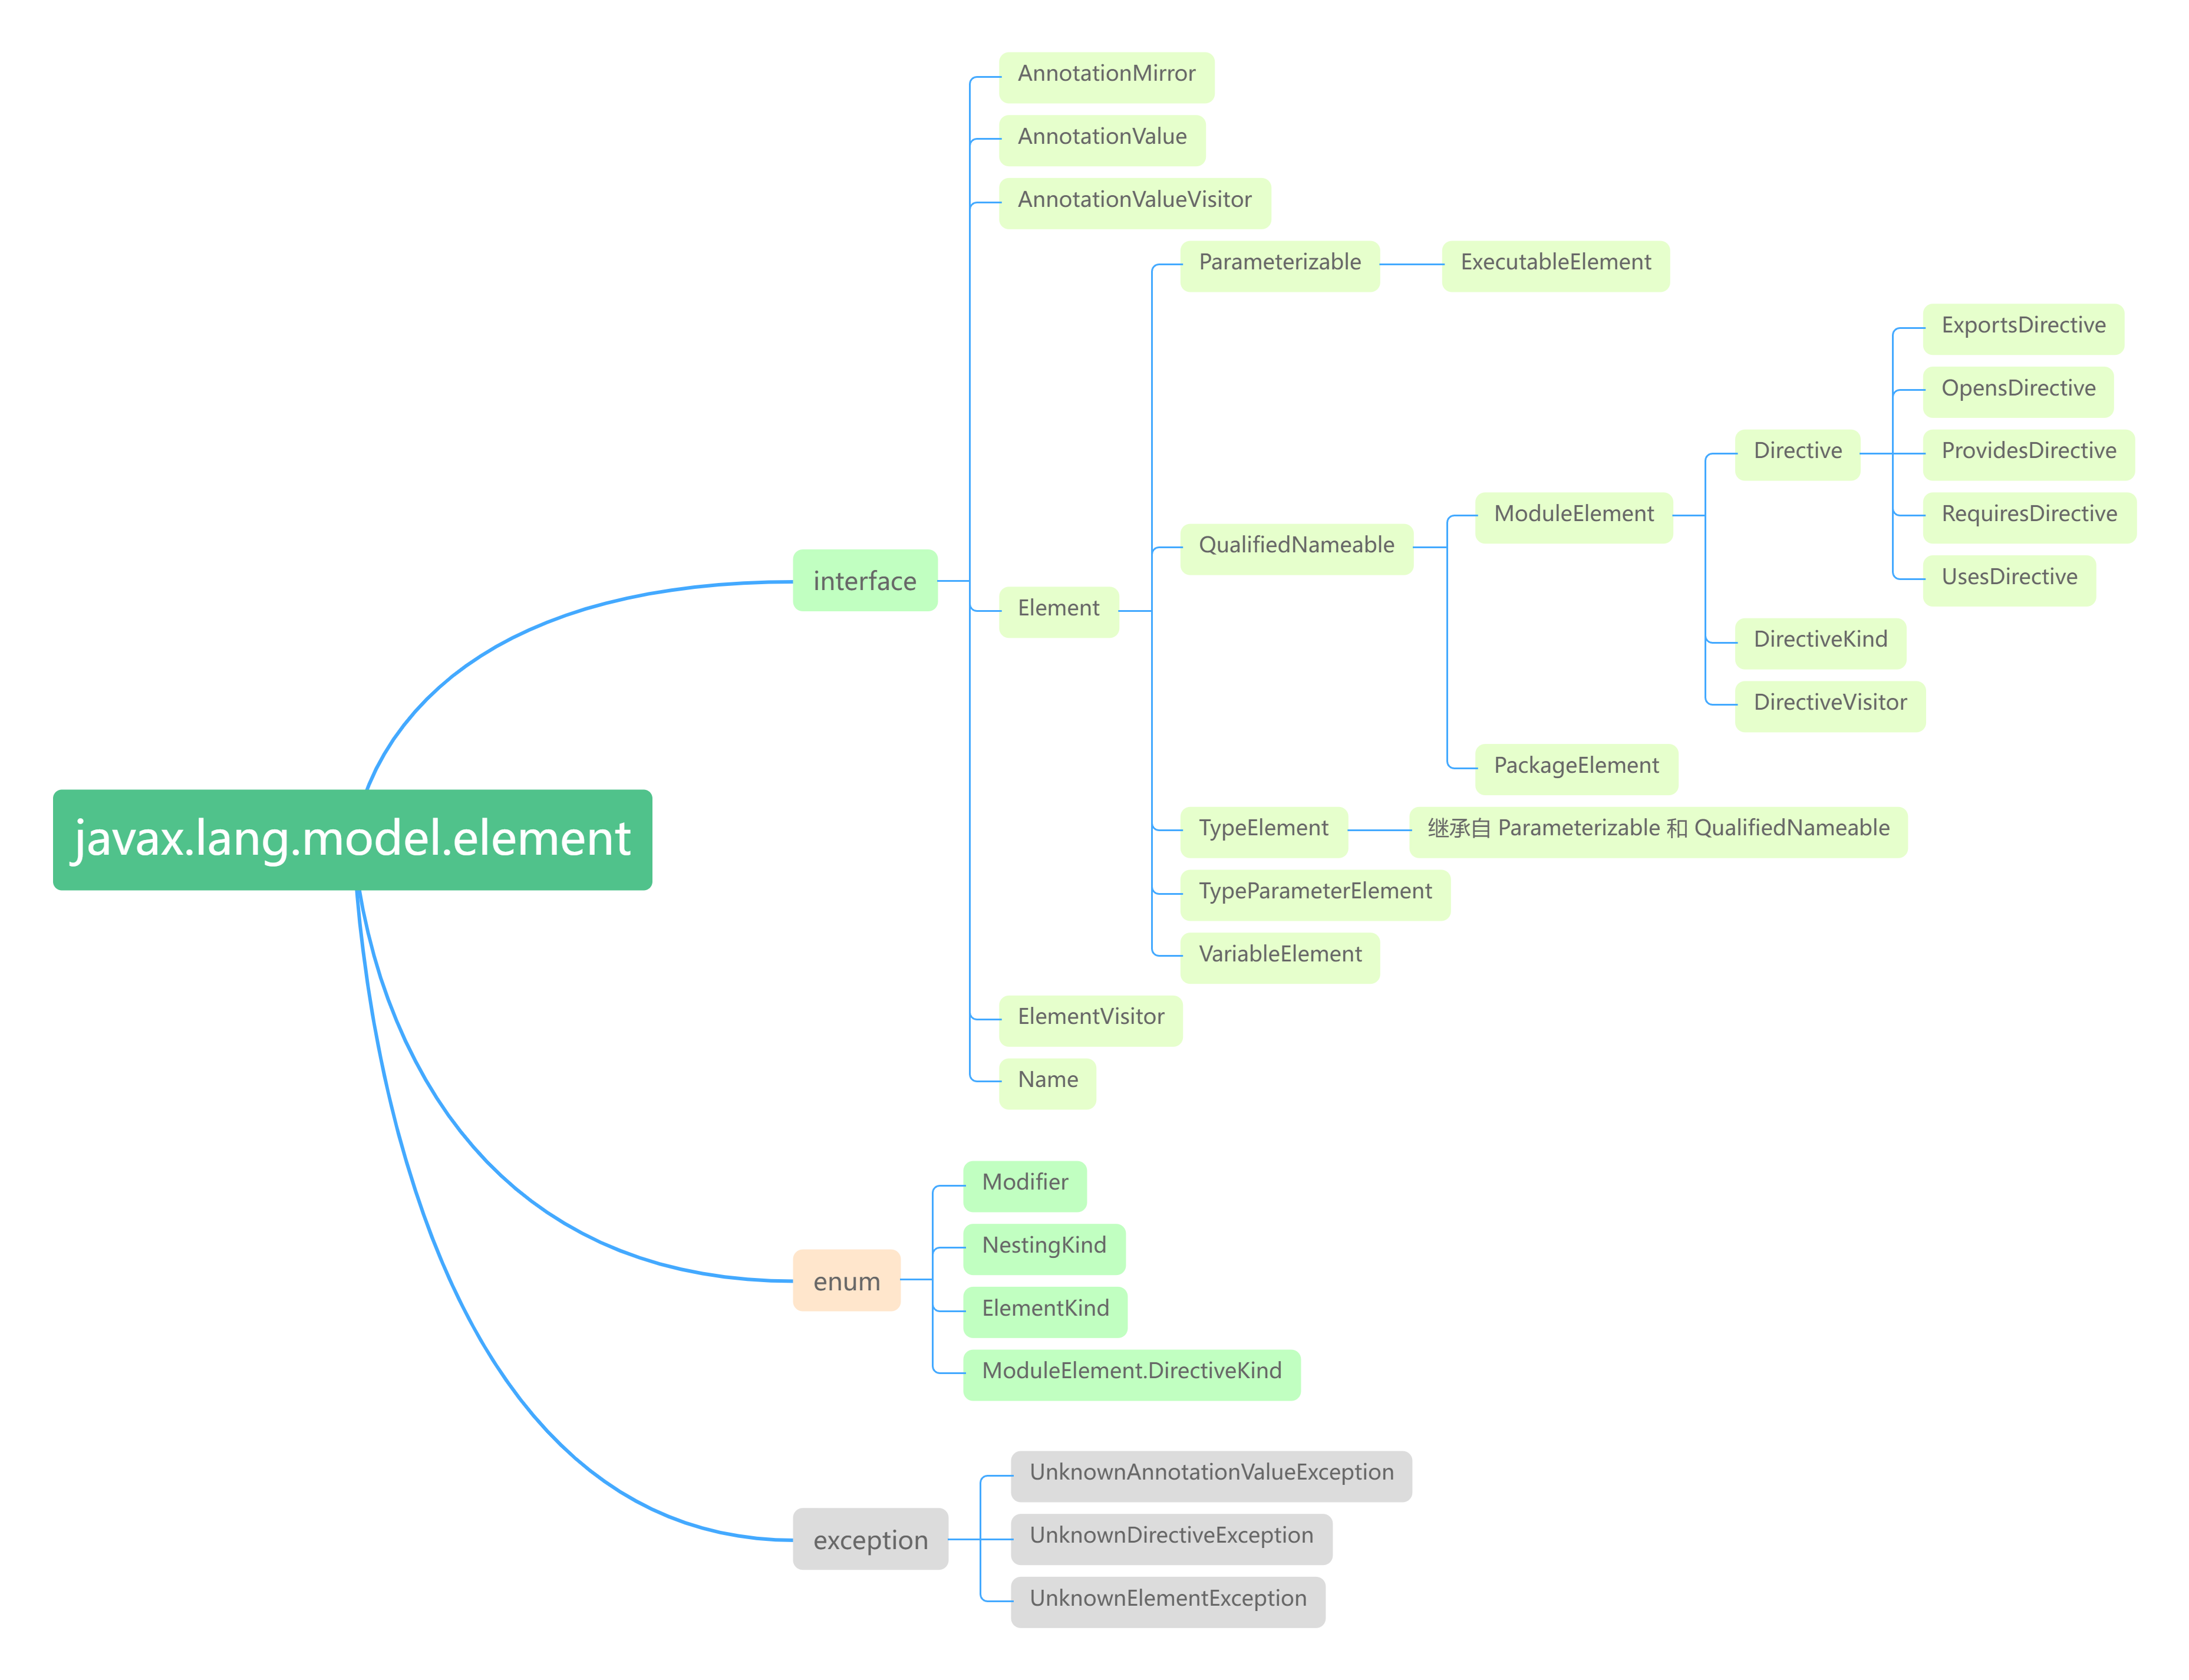 javax.lang.model.element
interface
AnnotationMirror
AnnotationValue
AnnotationValueVisitor
Element
Parameterizable
ExecutableElement
QualifiedNameable
ModuleElement
Directive
ExportsDirective
OpensDirective
ProvidesDirective
RequiresDirective
UsesDirective
DirectiveKind
DirectiveVisitor
PackageElement
TypeElement
继承自 Parameterizable 和 QualifiedNameable
TypeParameterElement
VariableElement
ElementVisitor
Name
enum
Modifier
NestingKind
ElementKind
ModuleElement.DirectiveKind
exception
UnknownAnnotationValueException
UnknownDirectiveException
UnknownElementException